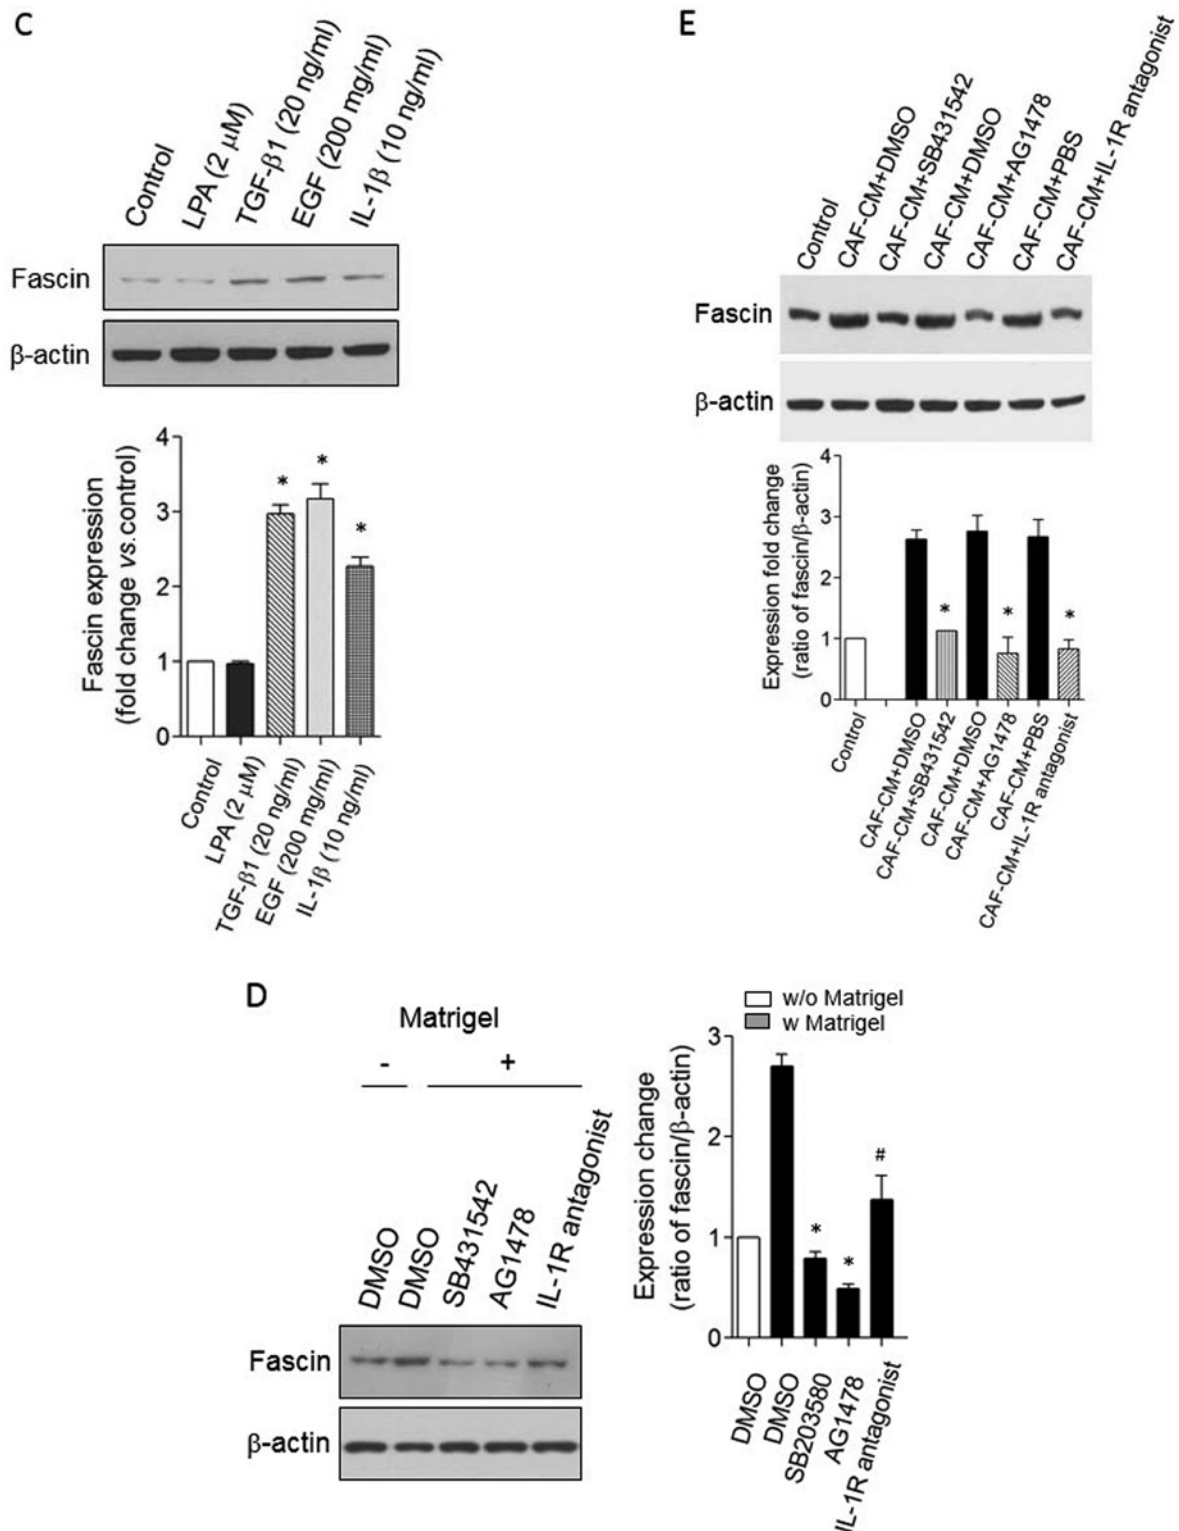 C
Control
LPA (2 μM)
TGF-β1 (20 ng/ml)
EGF (200 mg/ml)
IL-1β (10 ng/ml)
Fascin
β-actin
Fascin expression
(fold change vs.control)
4
3
2
1
0
*
*
*
Control
LPA (2 μM)
TGF-β1 (20 ng/ml)
EGF (200 mg/ml)
IL-1β (10 ng/ml)
E
Control
CAF-CM+DMSO
CAF-CM+SB431542
CAF-CM+DMSO
CAF-CM+AG1478
CAF-CM+PBS
CAF-CM+IL-1R antagonist
Fascin
β-actin
Expression fold change
(ratio of fascin/β-actin)
4
3
2
1
0
*
*
*
Control
CAF-CM+DMSO
CAF-CM+SB431542
CAF-CM+DMSO
CAF-CM+AG1478
CAF-CM+PBS
CAF-CM+IL-1R antagonist
D
Matrigel
- +
DMSO
DMSO
SB431542
AG1478
IL-1R antagonist
Fascin
β-actin
w/o Matrigel
w Matrigel
Expression change
(ratio of fascin/β-actin)
3
2
1
0
*
*
#
DMSO
DMSO
SB203580
AG1478
IL-1R antagonist